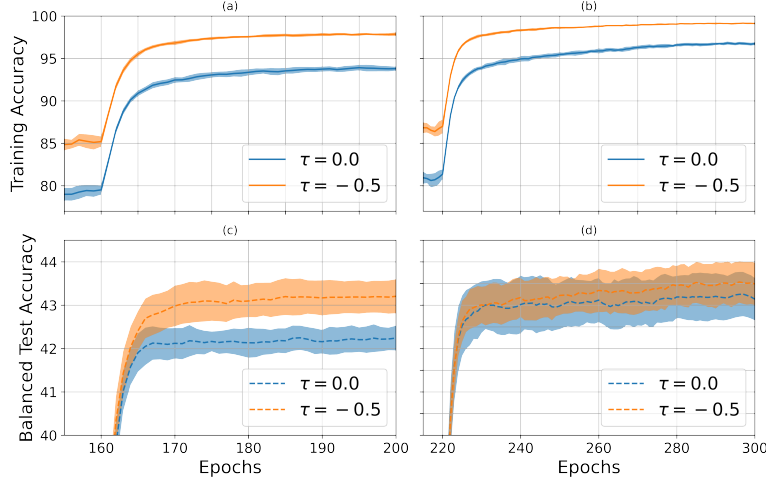 (a)
(b)
Training Accuracy
100
95
90
85
80
τ = 0.0
τ = −0.5
τ = 0.0
τ = −0.5
(c)
(d)
Balanced Test Accuracy
44
43
42
41
40
τ = 0.0
τ = −0.5
τ = 0.0
τ = −0.5
160 170 180 190 200
220 240 260 280 300
Epochs
Epochs